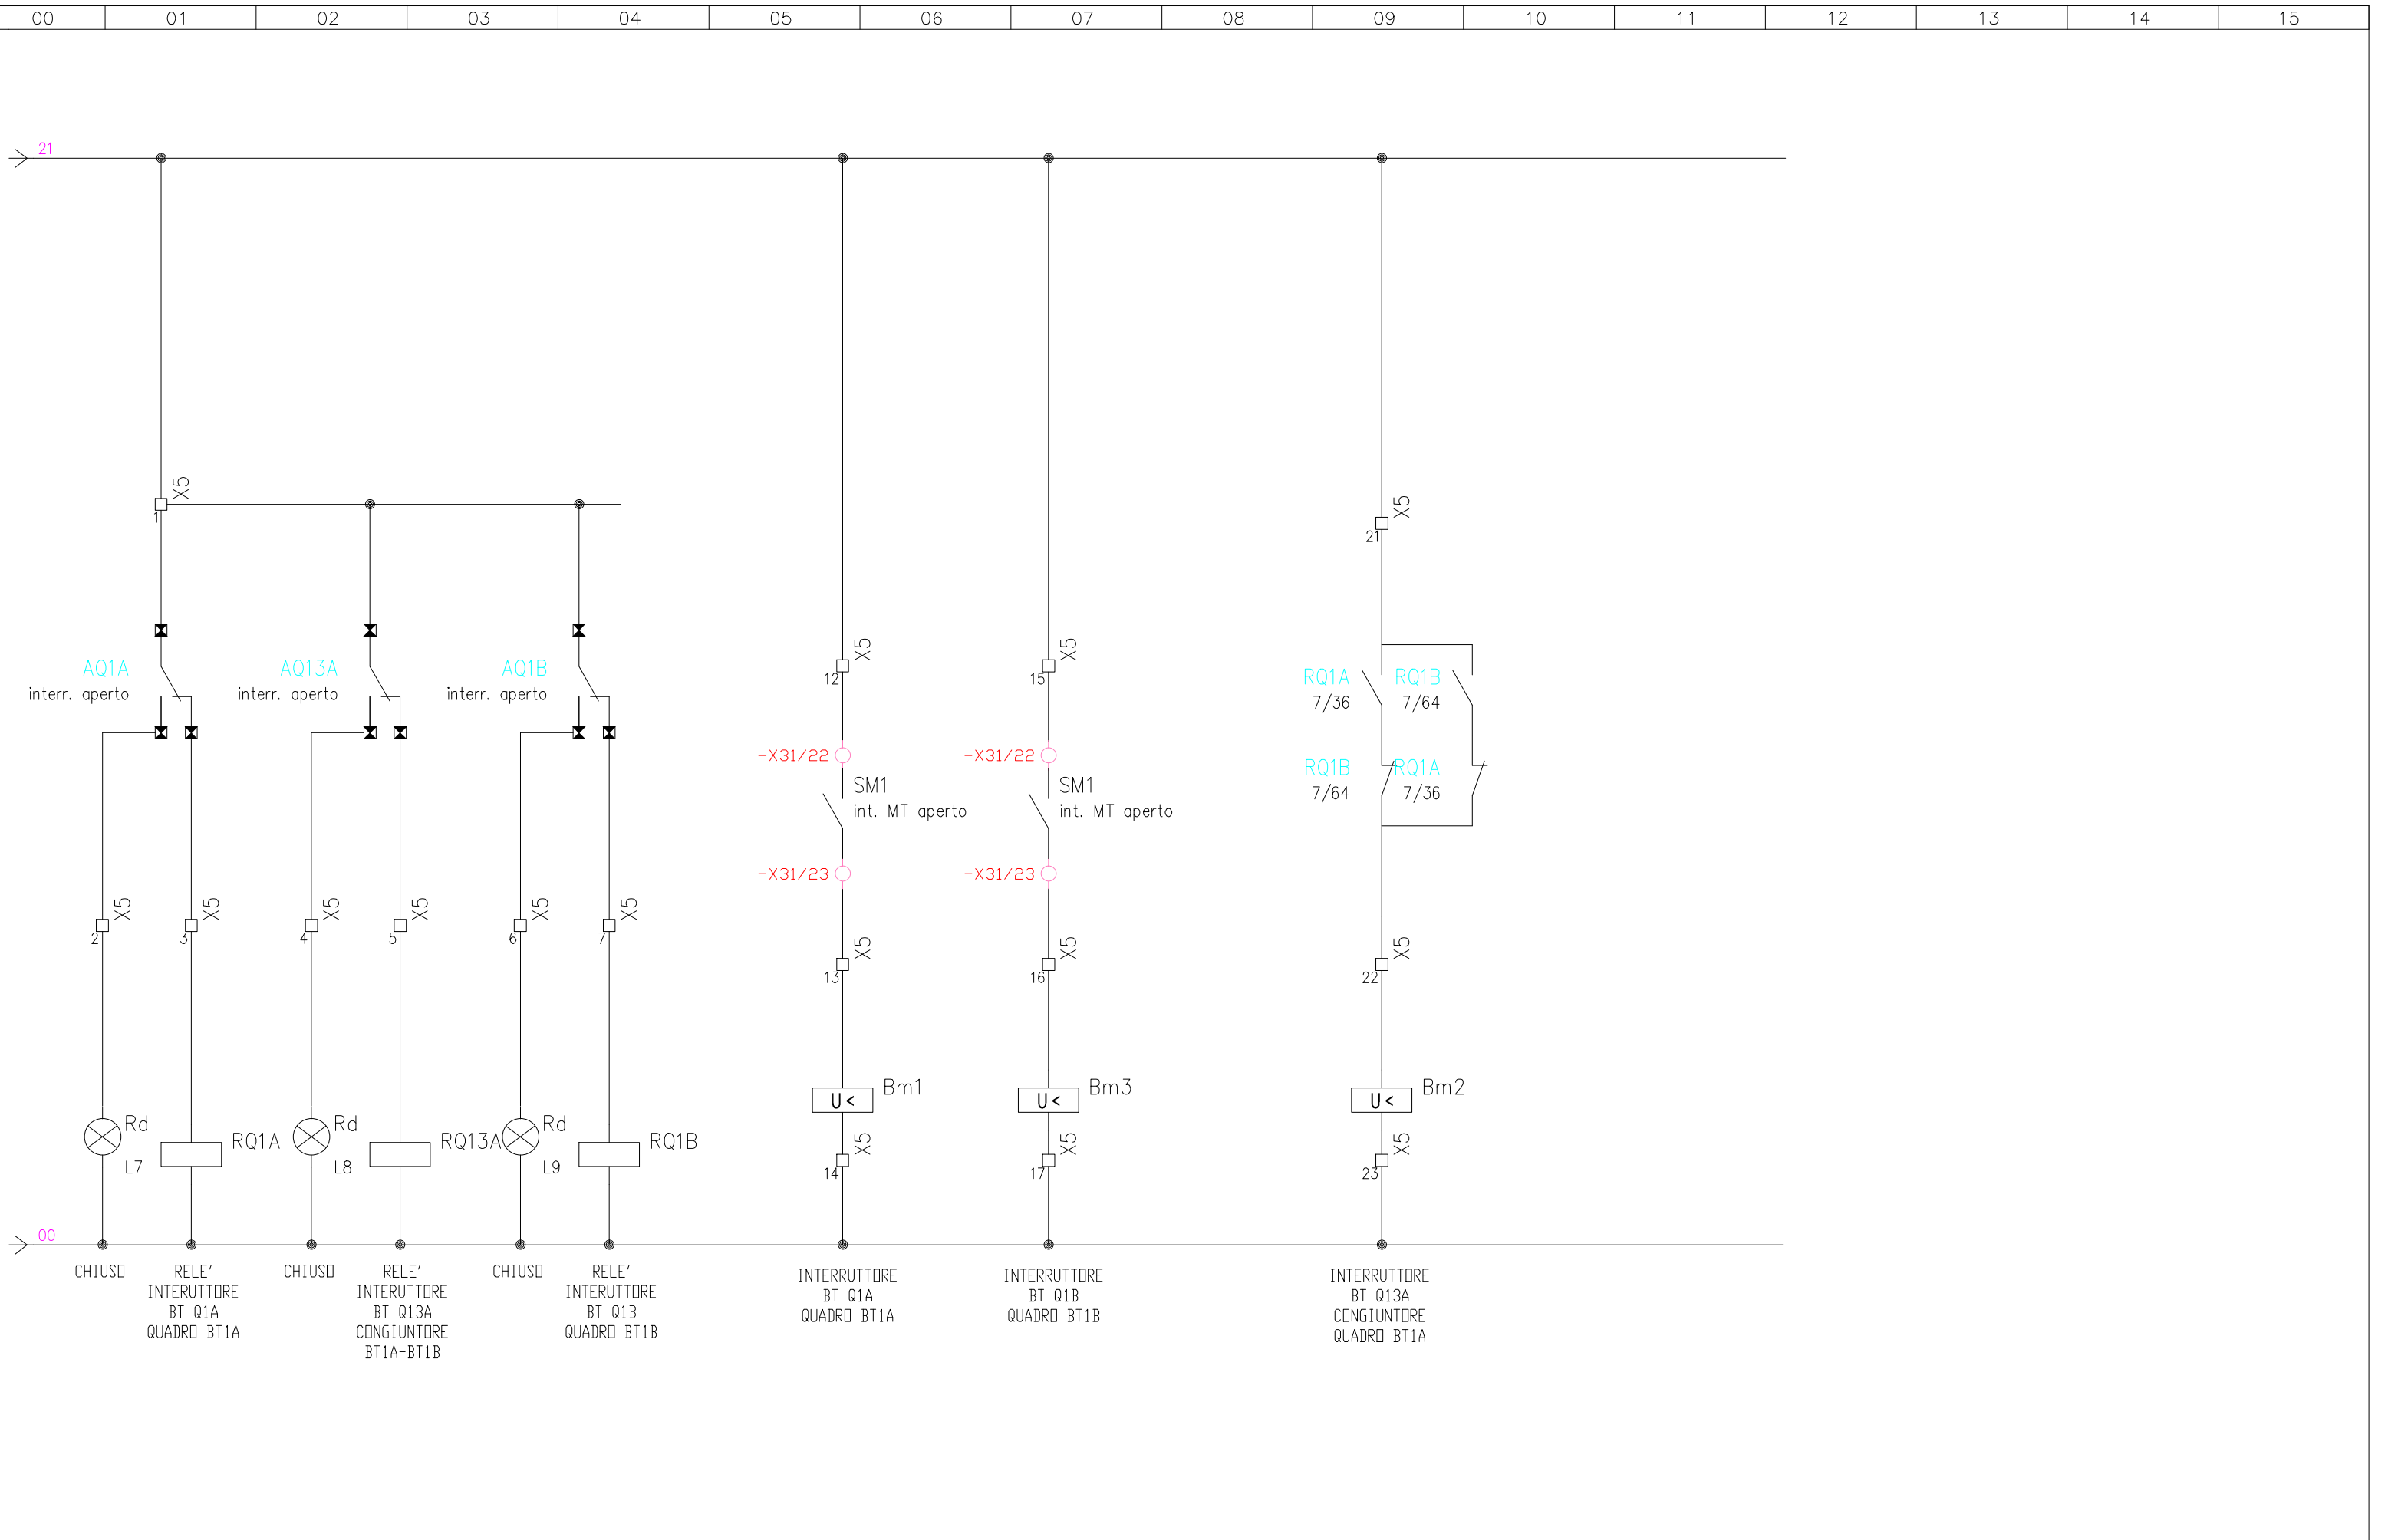 00 01 02 03 04 05 06 07 08 09 10 11 12 13 14 15
21
X5
1
X5
21
AQ1A
interr. aperto
AQ13A
interr. aperto
AQ1B
interr. aperto
X5
12
X5
15
RQ1A
7/36
RQ1B
7/64
-X31/22
-X31/22
SM1
int. MT aperto
SM1
int. MT aperto
RQ1B
7/64
RQ1A
7/36
-X31/23
-X31/23
X5
2
X5
3
X5
4
X5
5
X5
6
X5
7
X5
13
X5
16
X5
22
U< Bm1
U< Bm3
U< Bm2
Rd
L7
RQ1A
Rd
L8
RQ13A
Rd
L9
RQ1B
X5
14
X5
17
X5
23
00
CHIUSO
RELE'
INTERUTTORE
BT Q1A
QUADRO BT1A
CHIUSO
RELE'
INTERUTTORE
BT Q13A
CONGIUNTORE
BT1A-BT1B
CHIUSO
RELE'
INTERUTTORE
BT Q1B
QUADRO BT1B
INTERRUTTORE
BT Q1A
QUADRO BT1A
INTERRUTTORE
BT Q1B
QUADRO BT1B
INTERRUTTORE
BT Q13A
CONGIUNTORE
QUADRO BT1A